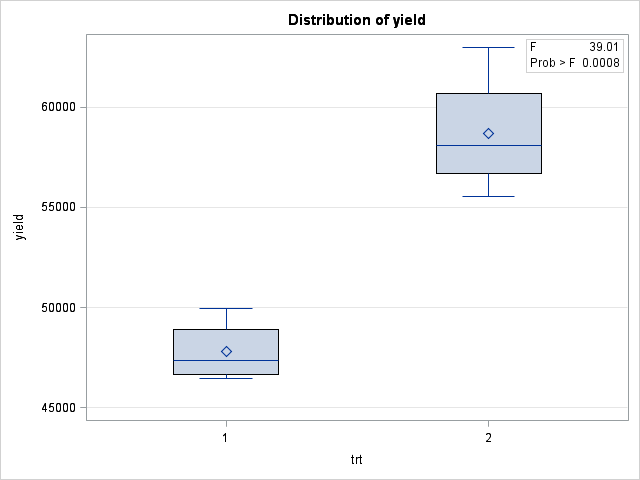 Distribution of yield
F 39.01
Prob > F 0.0008
60000
55000
50000
45000
yield
1 2
trt